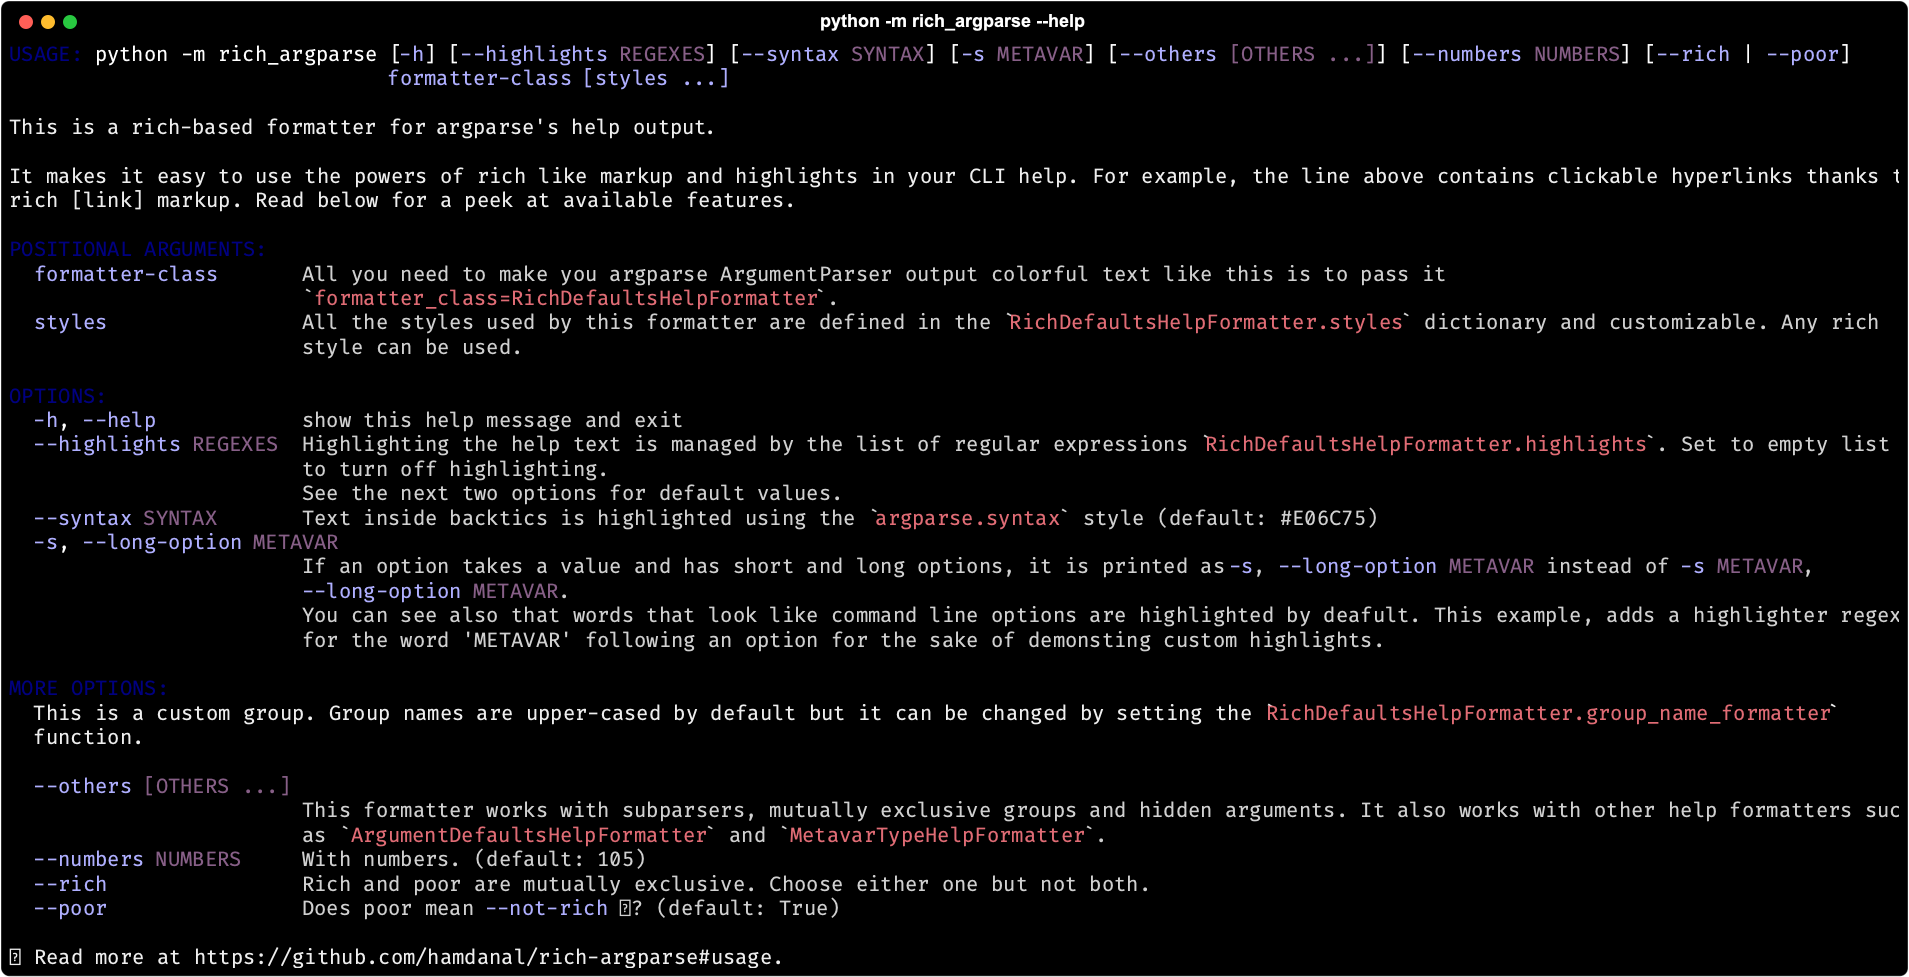 python -m rich_argparse --help
USAGE: python -m rich_argparse [-h] [--highlights REGEXES] [--syntax SYNTAX] [-s METAVAR] [--others [OTHERS ...]] [--numbers NUMBERS] [--rich | --poor]
formatter-class [styles ...]
This is a rich-based formatter for argparse's help output.
It makes it easy to use the powers of rich like markup and highlights in your CLI help. For example, the line above contains clickable hyperlinks thanks t
rich [link] markup. Read below for a peek at available features.
POSITIONAL ARGUMENTS:
formatter-class All you need to make you argparse ArgumentParser output colorful text like this is to pass it
`formatter_class=RichDefaultsHelpFormatter`.
styles All the styles used by this formatter are defined in the `RichDefaultsHelpFormatter.styles` dictionary and customizable. Any rich
style can be used.
OPTIONS:
-h, --help show this help message and exit
--highlights REGEXES Highlighting the help text is managed by the list of regular expressions `RichDefaultsHelpFormatter.highlights`. Set to empty list
to turn off highlighting.
See the next two options for default values.
--syntax SYNTAX Text inside backtics is highlighted using the `argparse.syntax` style (default: #E06C75)
-s, --long-option METAVAR
If an option takes a value and has short and long options, it is printed as -s, --long-option METAVAR instead of -s METAVAR,
--long-option METAVAR.
You can see also that words that look like command line options are highlighted by deafult. This example, adds a highlighter regex
for the word 'METAVAR' following an option for the sake of demonsting custom highlights.
MORE OPTIONS:
This is a custom group. Group names are upper-cased by default but it can be changed by setting the `RichDefaultsHelpFormatter.group_name_formatter`
function.
--others [OTHERS ...]
This formatter works with subparsers, mutually exclusive groups and hidden arguments. It also works with other help formatters suc
as `ArgumentDefaultsHelpFormatter` and `MetavarTypeHelpFormatter`.
--numbers NUMBERS With numbers. (default: 105)
--rich Rich and poor are mutually exclusive. Choose either one but not both.
--poor Does poor mean --not-rich ? (default: True)
Read more at https://github.com/hamdanal/rich-argparse#usage.